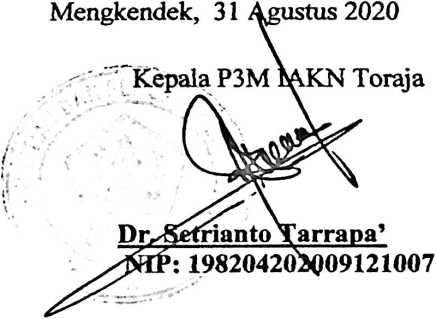 Mengkendek, 31 Agustus 2020
Kepala P3M IAKN Toraja
Dr. Setrianto Tarrapa'
NIP: 198204202009121007